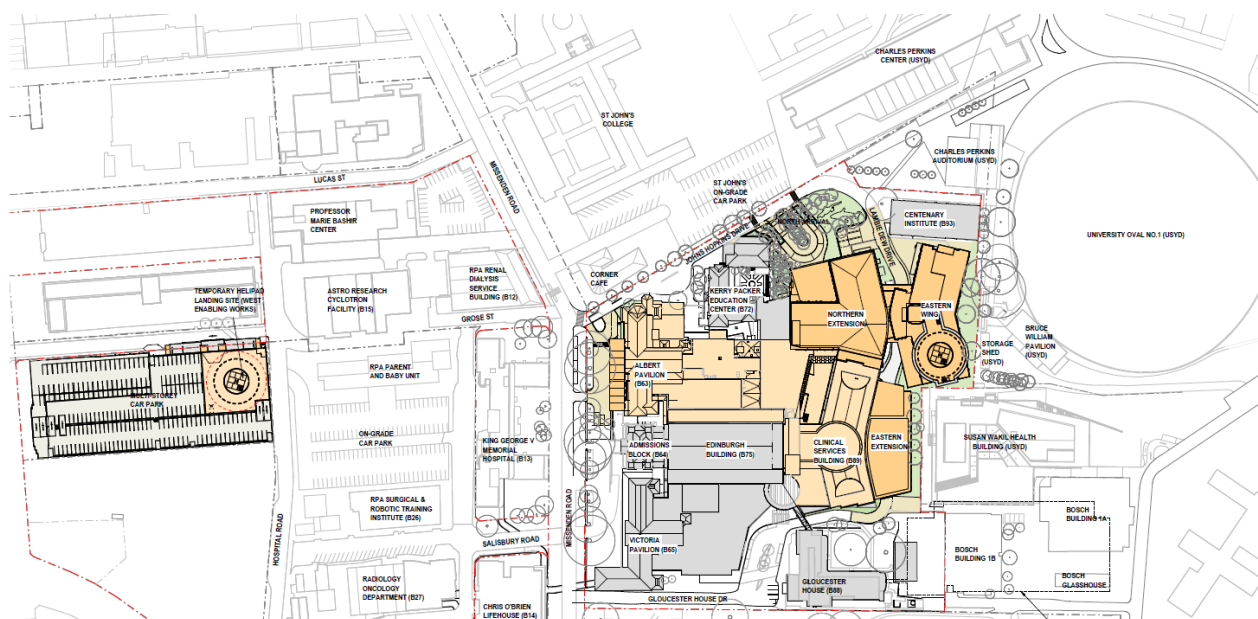 CHARLES PERKINS
CENTER (USYD)
ST JOHN'S
COLLEGE
CHARLES PERKINS
AUDITORIUM (USYD)
LUCAS ST
MISSENDEN ROAD
ST JOHN'S
ON-GRADE
CAR PARK
PROFESSOR
MARIE BASHIR
CENTER
NORTH ARRIVAL
LAMBIE DEW DRIVE
CENTENARY
INSTITUTE (B93)
UNIVERSITY OVAL NO.1 (USYD)
JOHNS HOPKINS DRIVE
RPA RENAL
DIALYSIS
SERVICE
BUILDING (B12)
CORNER
CAFE
TEMPORARY HELIPAD
LANDING SITE (WEST
ENABLING WORKS)
ASTRO RESEARCH
CYCLOTRON
FACILITY (B15)
KERRY PACKER
EDUCATION
CENTER (B72)
GROSE ST
NORTHERN
EXTENSION
EASTERN
WING
BRUCE
WILLIAM
PAVILION
(USYD)
STORAGE
SHED
(USYD)
RPA PARENT
AND BABY UNIT
ALBERT
PAVILION
(B63)
MULTI STOREY
CAR PARK
ON-GRADE
CAR PARK
KING GEORGE V
MEMORIAL
HOSPITAL (B13)
ADMISSIONS
BLOCK (B64)
EDINBURGH
BUILDING (B75)
CLINICAL
SERVICES
BUILDING (B89)
EASTERN
EXTENSION
SUSAN WAKIL HEALTH
BUILDING (USYD)
RPA SURGICAL &
ROBOTIC TRAINING
INSTITUTE (B26)
HOSPITAL ROAD
MISSENDEN ROAD
SALISBURY ROAD
VICTORIA
PAVILION (B65)
BOSCH
BUILDING 1A
BOSCH
BUILDING 1B
BOSCH
GLASSHOUSE
RADIOLOGY
ONCOLOGY
DEPARTMENT (B27)
GLOUCESTER
HOUSE (B88)
GLOUCESTER HOUSE DR
CHRIS O'BRIEN
LIFEHOUSE (B14)